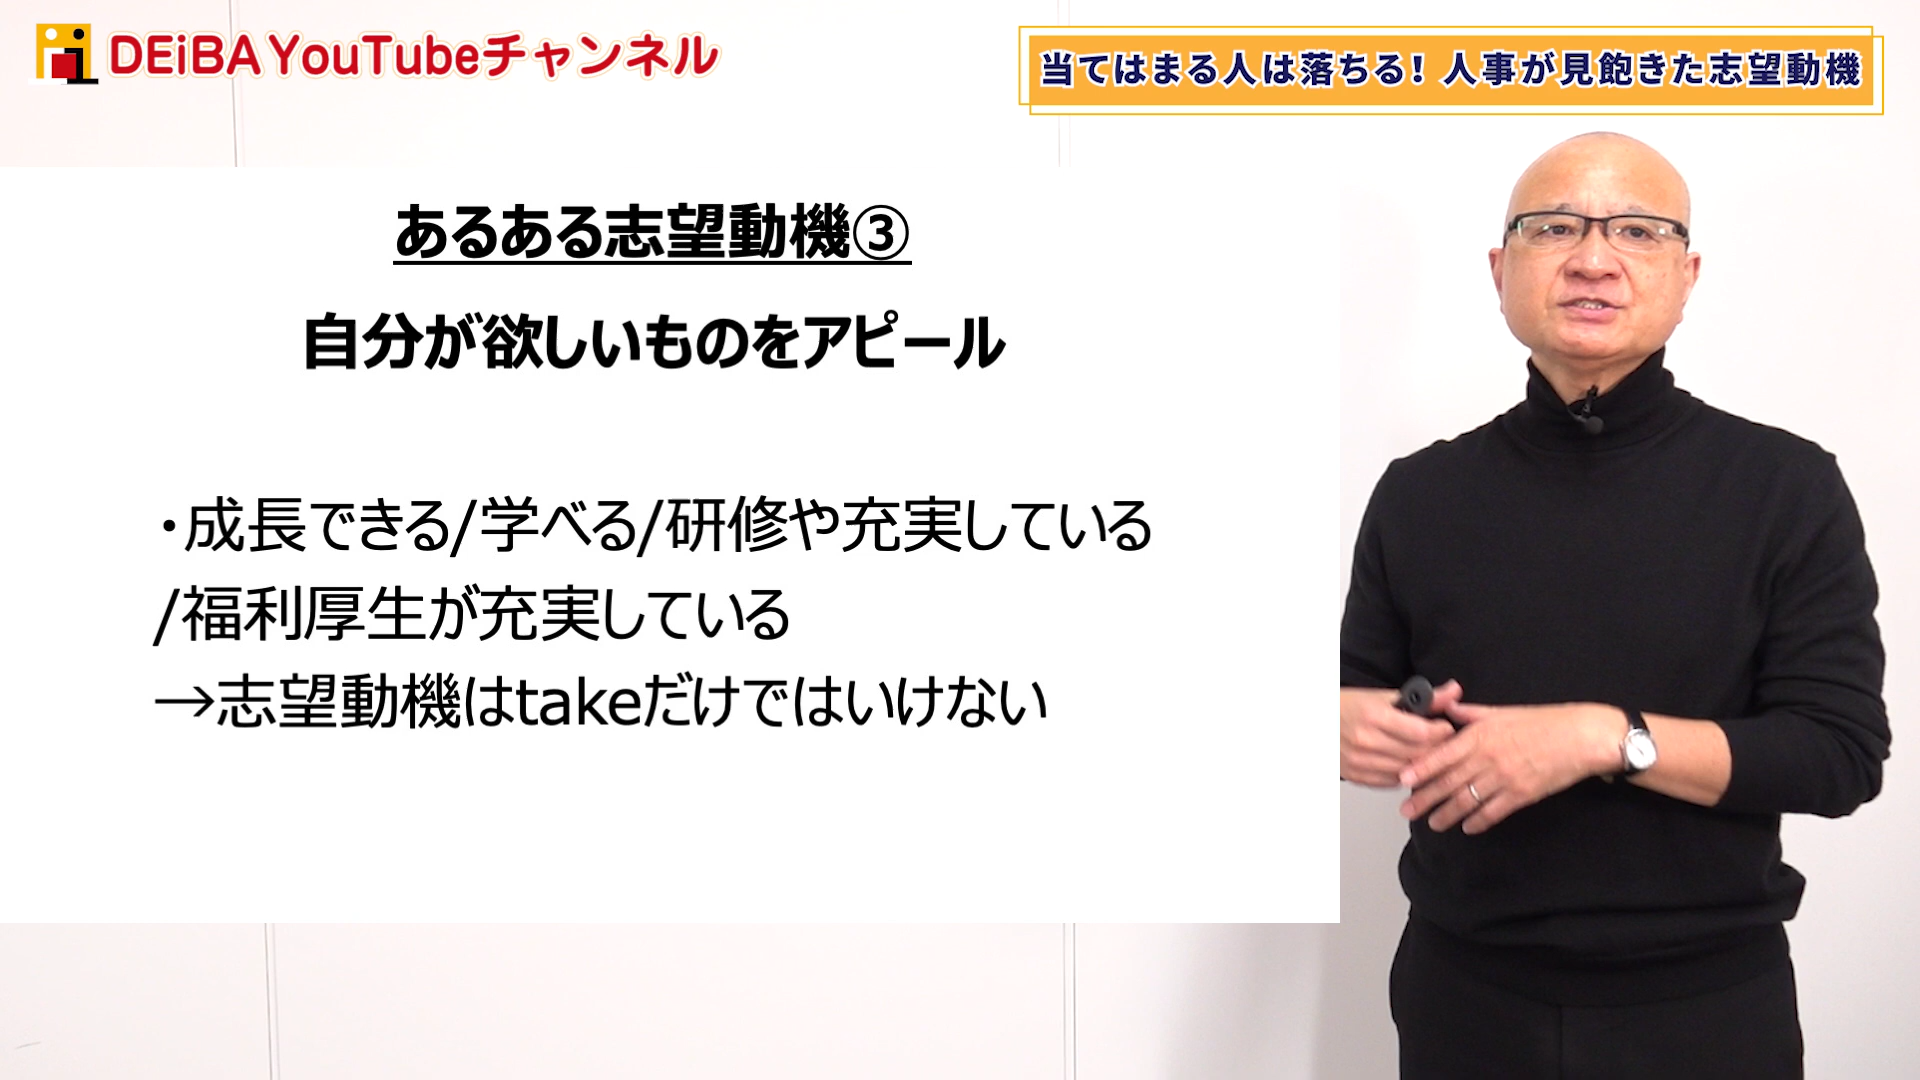 DEiBA YouTubeチャンネル
当てはまる人は落ちる！人事が見飽きた志望動機
あるある志望動機③
自分が欲しいものをアピール
・成長できる/学べる/研修や充実している
/福利厚生が充実している
→志望動機はtakeだけではいけない